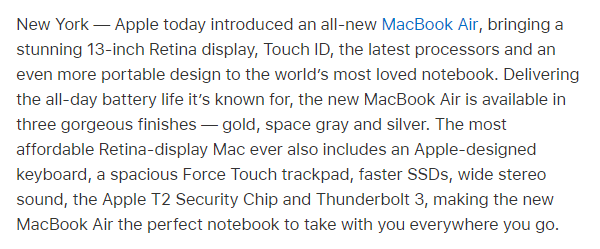 New York — Apple today introduced an all-new MacBook Air, bringing a
stunning 13-inch Retina display, Touch ID, the latest processors and an
even more portable design to the world’s most loved notebook. Delivering
the all-day battery life it’s known for, the new MacBook Air is available in
three gorgeous finishes — gold, space gray and silver. The most
affordable Retina-display Mac ever also includes an Apple-designed
keyboard, a spacious Force Touch trackpad, faster SSDs, wide stereo
sound, the Apple T2 Security Chip and Thunderbolt 3, making the new
MacBook Air the perfect notebook to take with you everywhere you go.